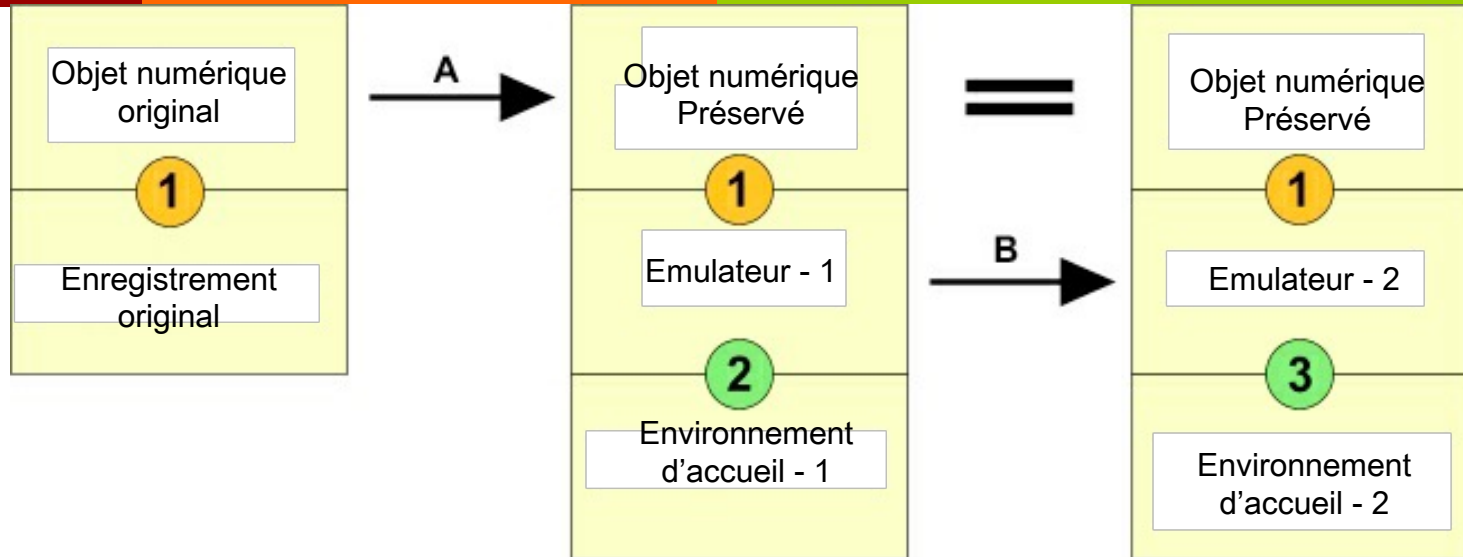 Objet numérique
original
1
Enregistrement
original
A
Objet numérique
Préservé
1
Emulateur - 1
2
Environnement
d'accueil - 1
=
B
Objet numérique
Préservé
1
Emulateur - 2
3
Environnement
d'accueil - 2